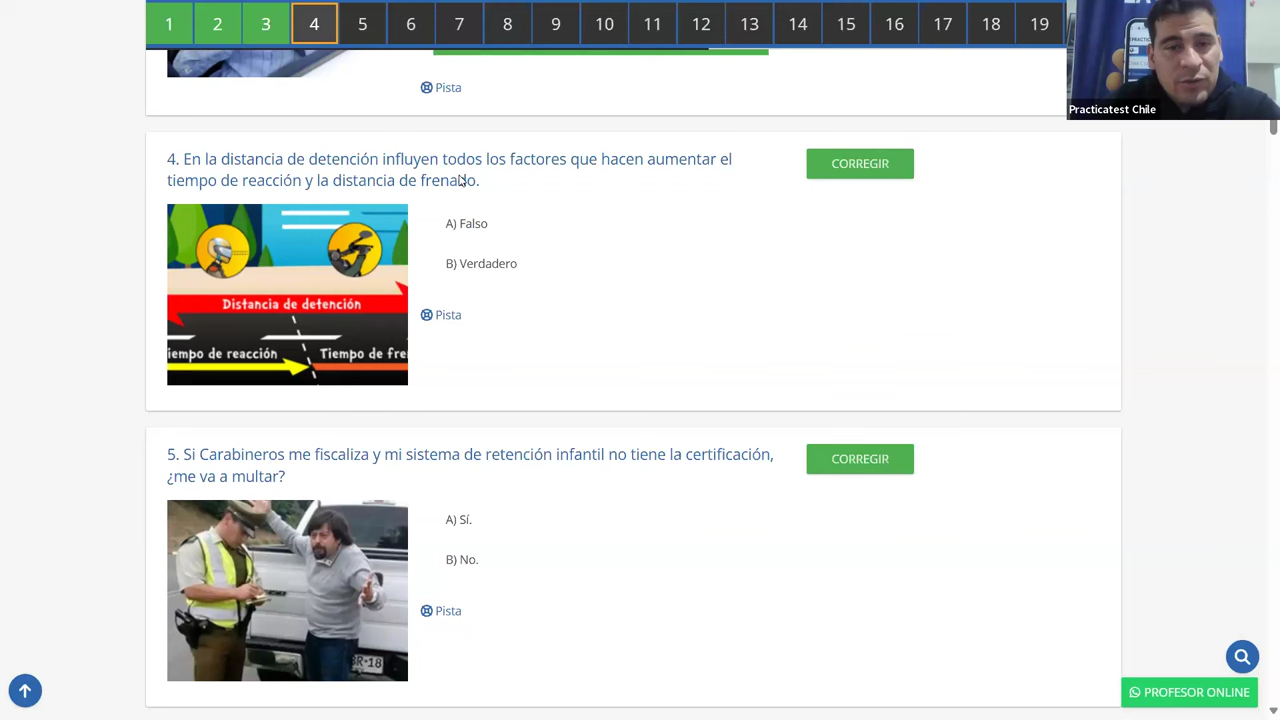 1 2 3 4 5 6 7 8 9 10 11 12 13 14 15 16 17 18 19
Practicatest Chile
Pista
4. En la distancia de detención influyen todos los factores que hacen aumentar el
tiempo de reacción y la distancia de frenado.
CORREGIR
A) Falso
B) Verdadero
Distancia de detención
iempo de reacción
Tiempo de fre
Pista
5. Si Carabineros me fiscaliza y mi sistema de retención infantil no tiene la certificación,
¿me va a multar?
CORREGIR
A) Sí.
B) No.
Pista
PROFESOR ONLINE